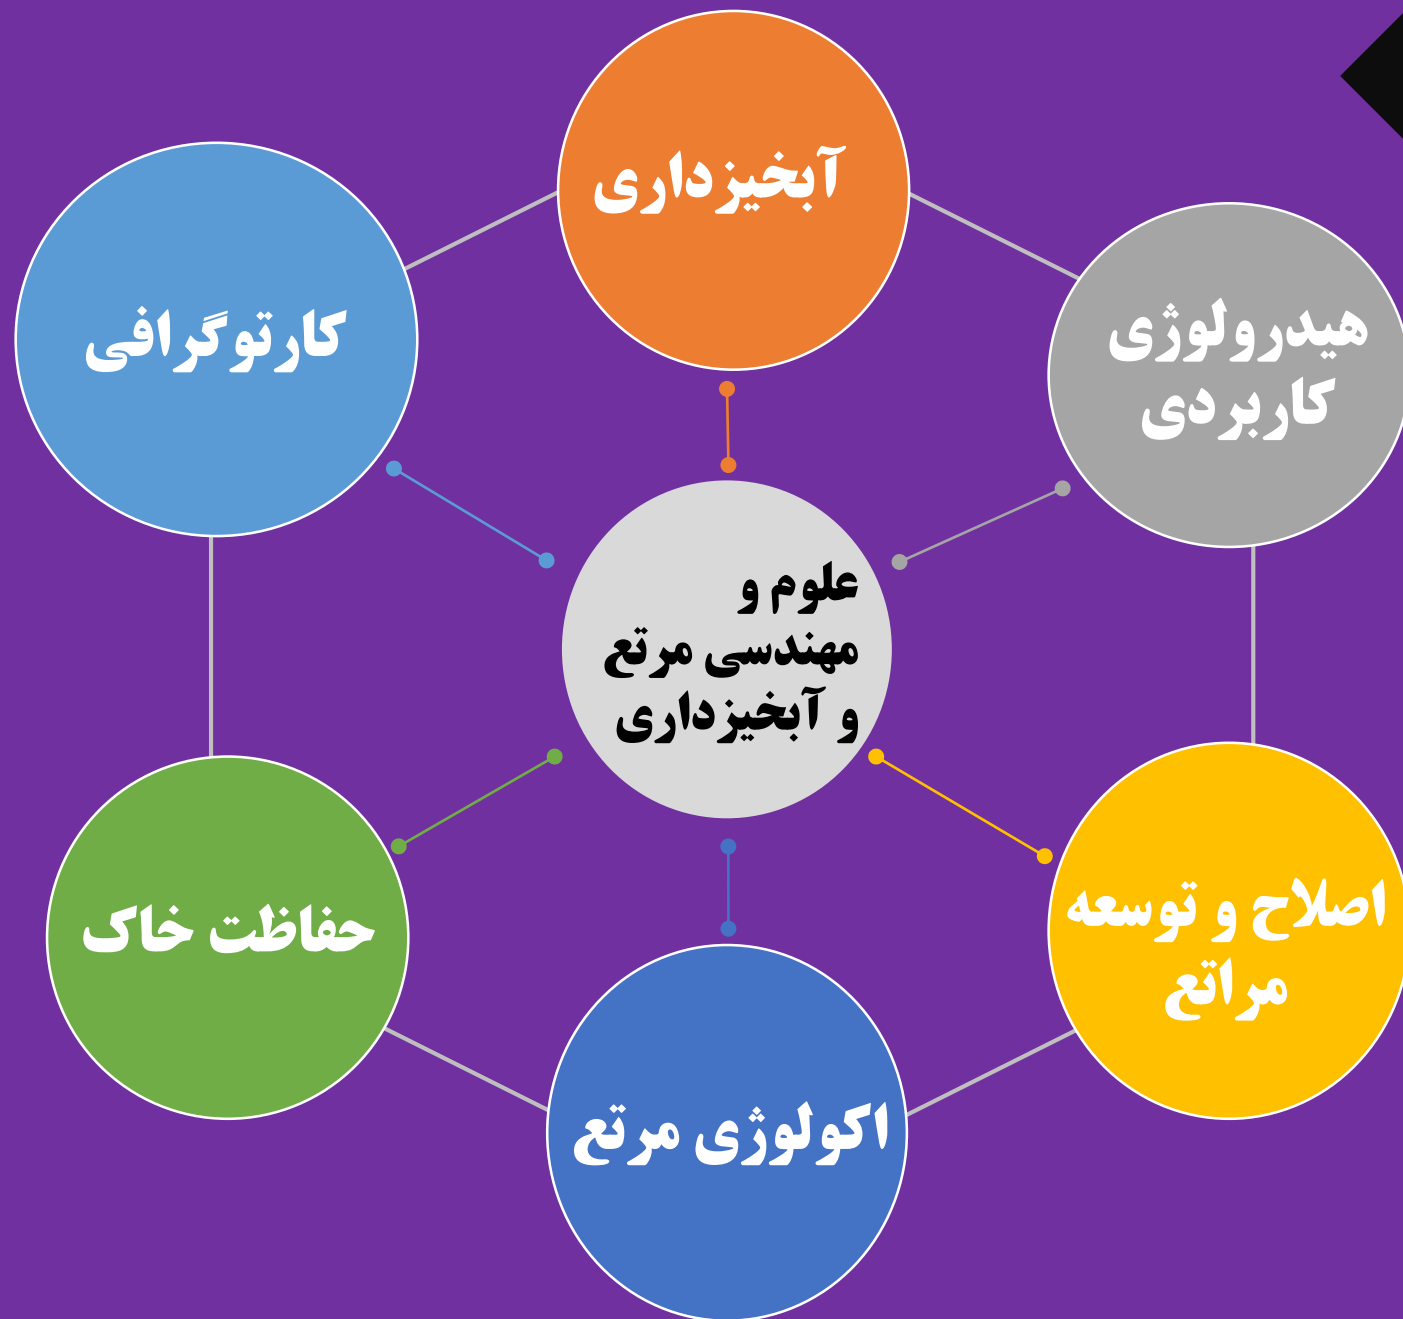 آبخیزداری
هیدرولوژی
کاربردی
کارتوگرافی
علوم و
مهندسی مرتع
و آبخیزداری
اصلاح و توسعه
مراتع
حفاظت خاک
اکولوژی مرتع